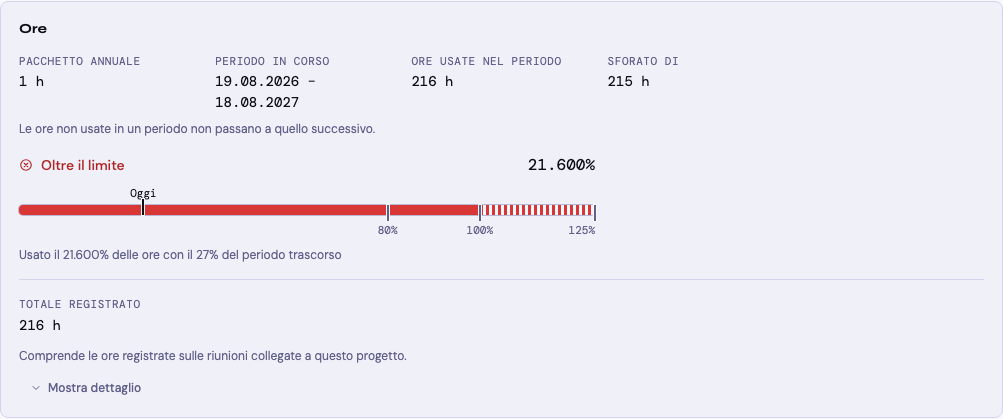 Ore
PACCHETTO ANNUALE
1 h
PERIODO IN CORSO
19.08.2026 –
18.08.2027
ORE USATE NEL PERIODO
216 h
SFORATO DI
215 h
Le ore non usate in un periodo non passano a quello successivo.
Oltre il limite
21.600%
Oggi
80%
100%
125%
Usato il 21.600% delle ore con il 27% del periodo trascorso
TOTALE REGISTRATO
216 h
Comprende le ore registrate sulle riunioni collegate a questo progetto.
Mostra dettaglio